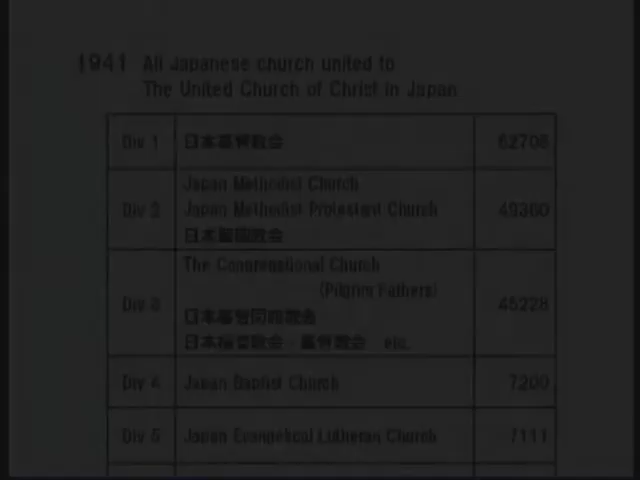 1941 All Japanese church united to
The United Church of Christ in Japan
Div 1 日本基督教会 62708
Japan Methodist Church
Div 2 Japan Methodist Protestant Church 49360
日本 教会
The Congregational Church
(Pilgrim Fathers)
Div 3 45228
日本基督同胞教会
日本福音教会・基督教会 etc.
Div 4 Japan Baptist Church 7200
Div 5 Japan Evangelical Lutheran Church 7111